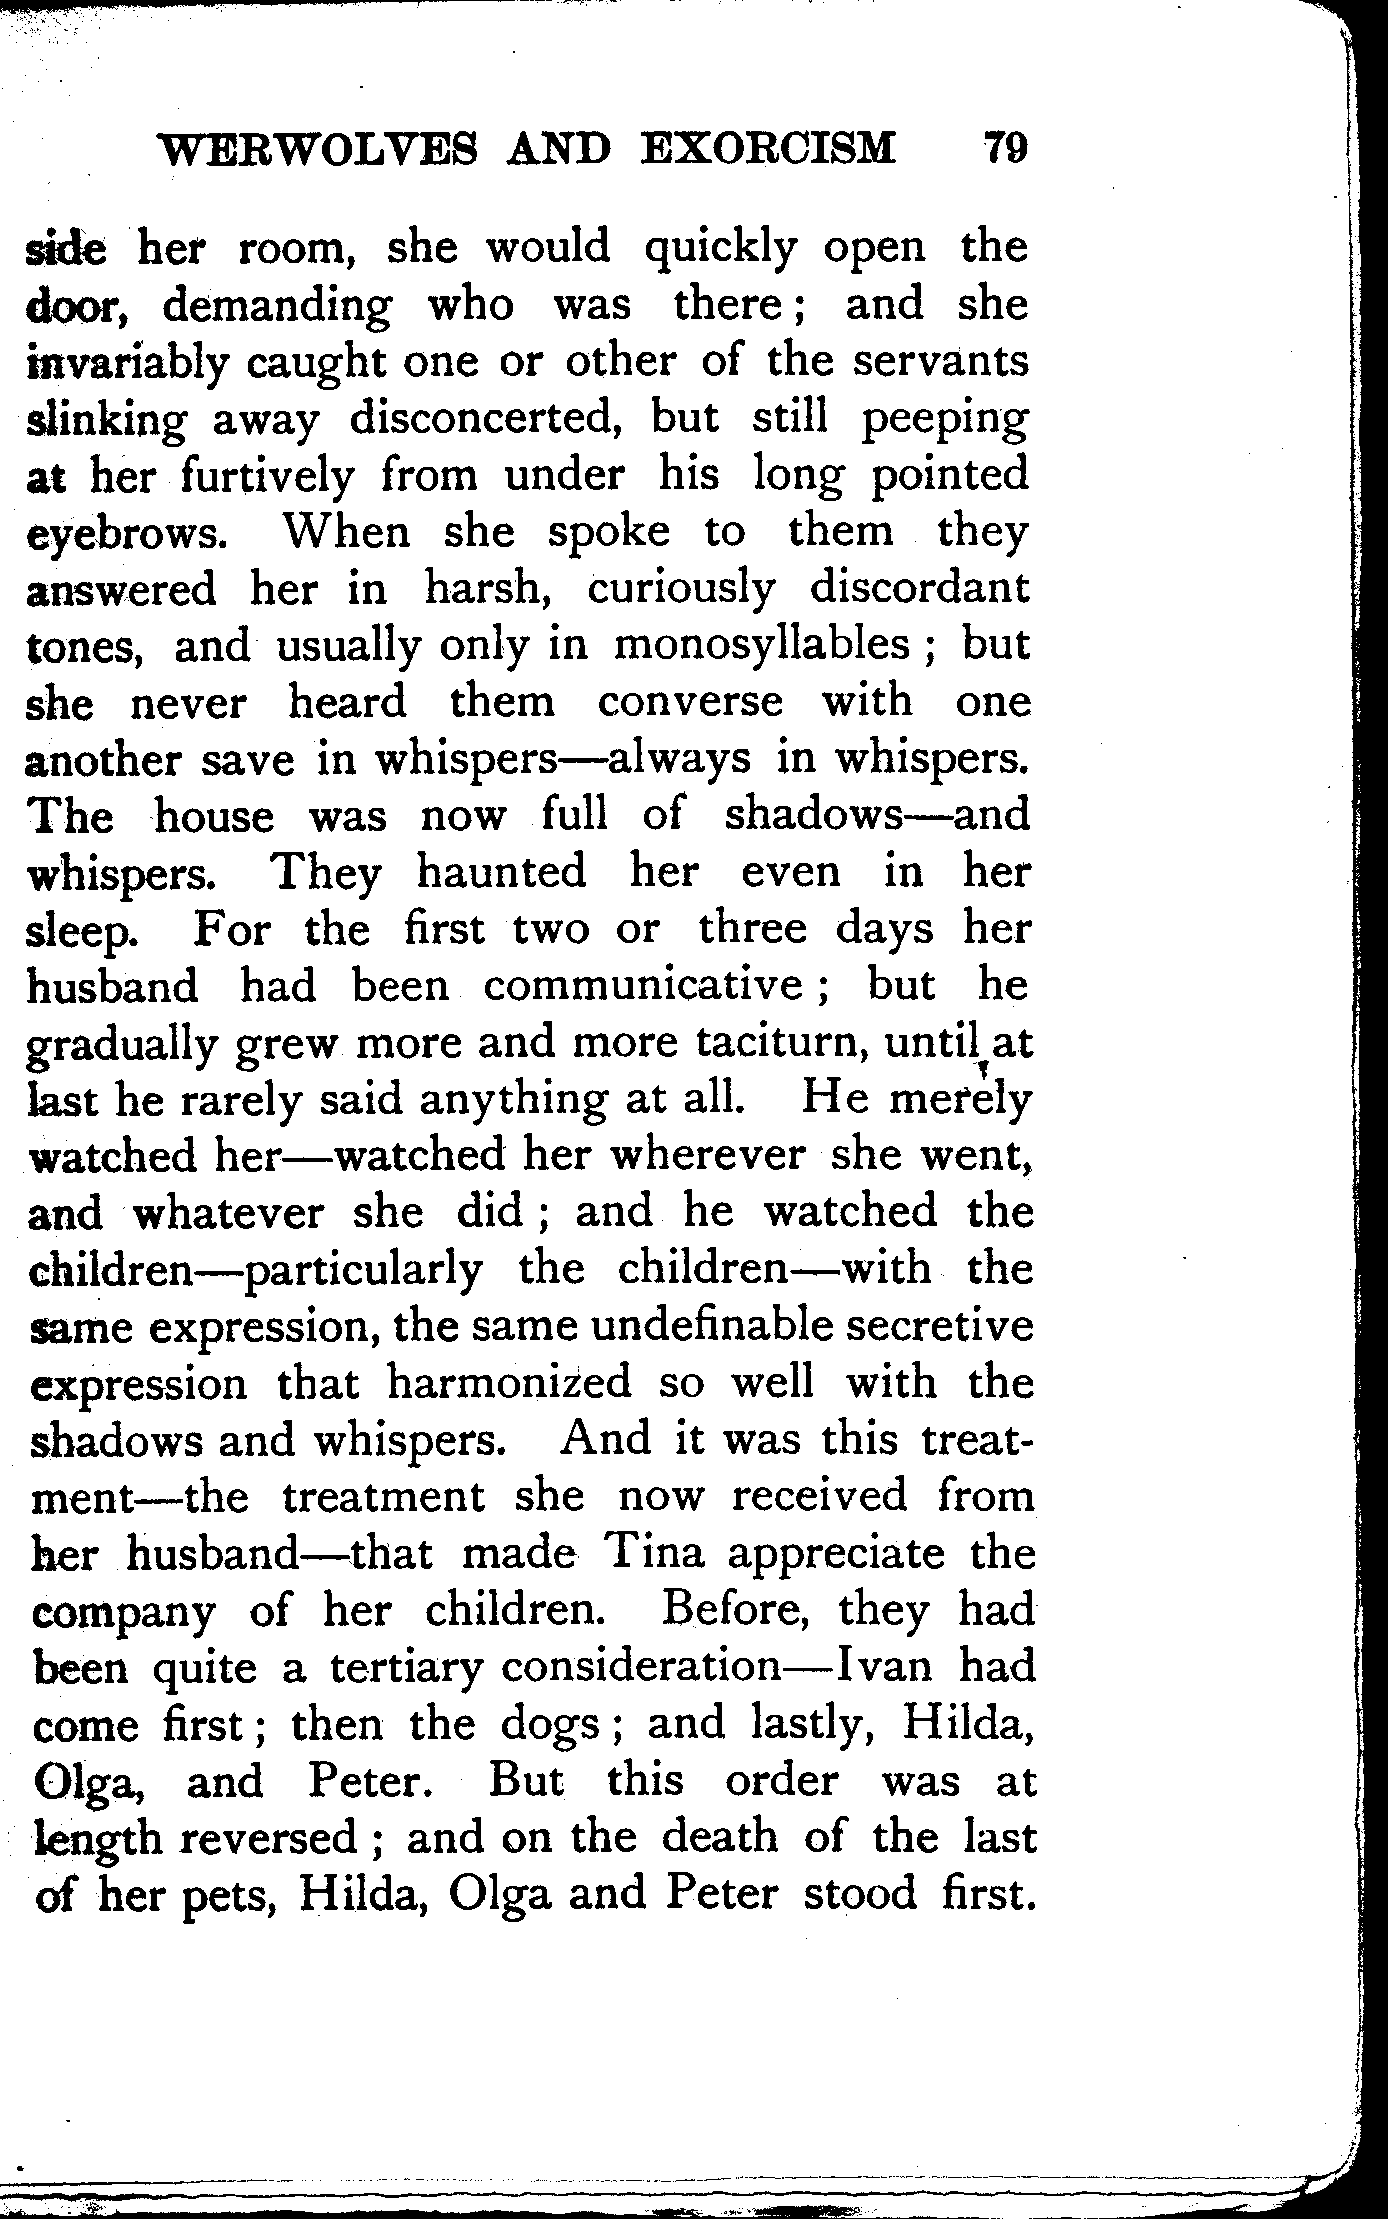 WERWOLVES AND EXORCISM 79
side her room, she would quickly open the
door, demanding who was there; and she
invariably caught one or other of the servants
slinking away disconcerted, but still peeping
at her furtively from under his long pointed
eyebrows. When she spoke to them they
answered her in harsh, curiously discordant
tones, and usually only in monosyllables; but
she never heard them converse with one
another save in whispers—always in whispers.
The house was now full of shadows—and
whispers. They haunted her even in her
sleep. For the first two or three days her
husband had been communicative; but he
gradually grew more and more taciturn, until at
last he rarely said anything at all. He merely
watched her—watched her wherever she went,
and whatever she did; and he watched the
children—particularly the children—with the
same expression, the same undefinable secretive
expression that harmonized so well with the
shadows and whispers. And it was this treat-
ment—the treatment she now received from
her husband—that made Tina appreciate the
company of her children. Before, they had
been quite a tertiary consideration—Ivan had
come first; then the dogs; and lastly, Hilda,
Olga, and Peter. But this order was at
length reversed; and on the death of the last
of her pets, Hilda, Olga and Peter stood first.